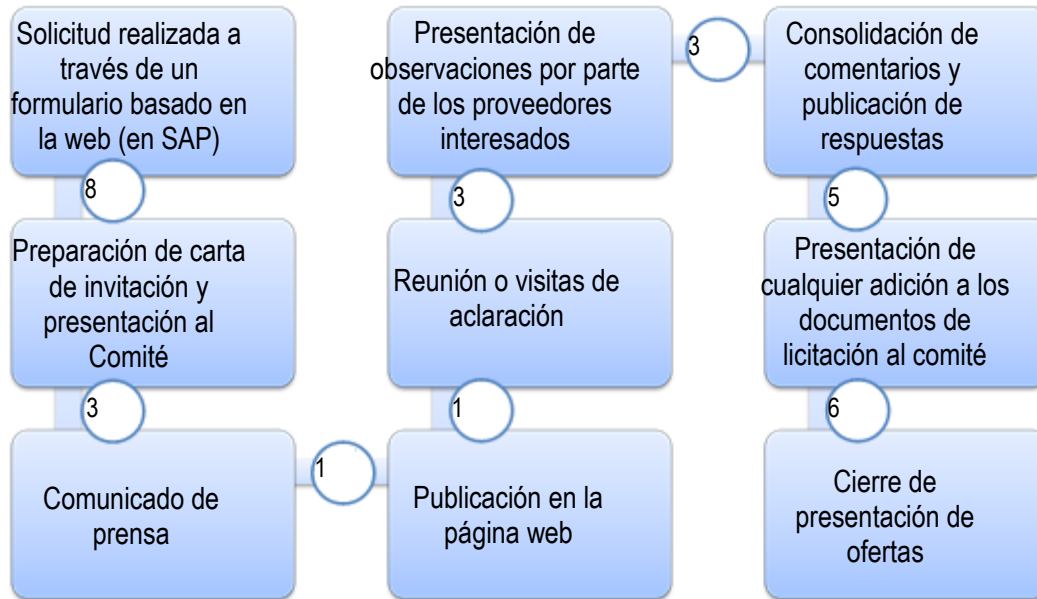 Solicitud realizada a
través de un
formulario basado en
la web (en SAP)
8
Preparación de carta
de invitación y
presentación al
Comité
3
Comunicado de
prensa
1
Publicación en la
página web
1
Reunión o visitas de
aclaración
3
Presentación de
observaciones por parte
de los proveedores
interesados
3
Consolidación de
comentarios y
publicación de
respuestas
5
Presentación de
cualquier adición a los
documentos de
licitación al comité
6
Cierre de
presentación de
ofertas